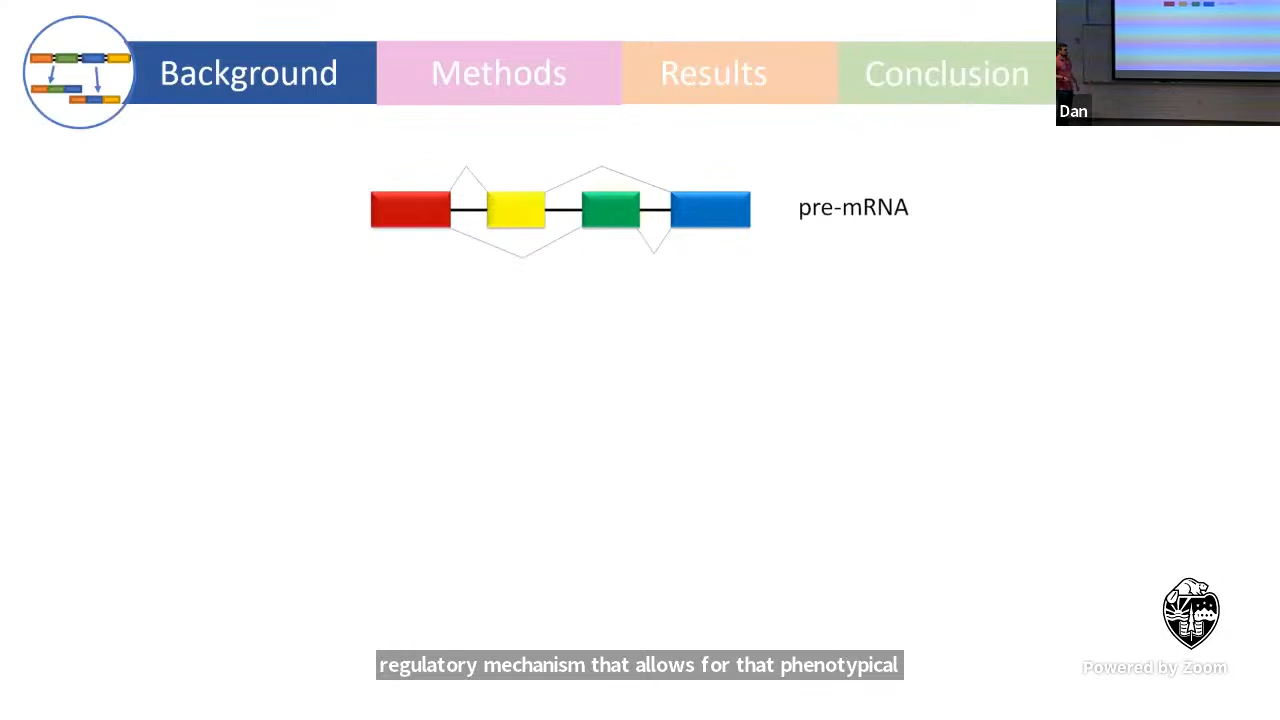 Background Methods Results Conclusion
Dan
pre-mRNA
regulatory mechanism that allows for that phenotypical
Powered by Zoom